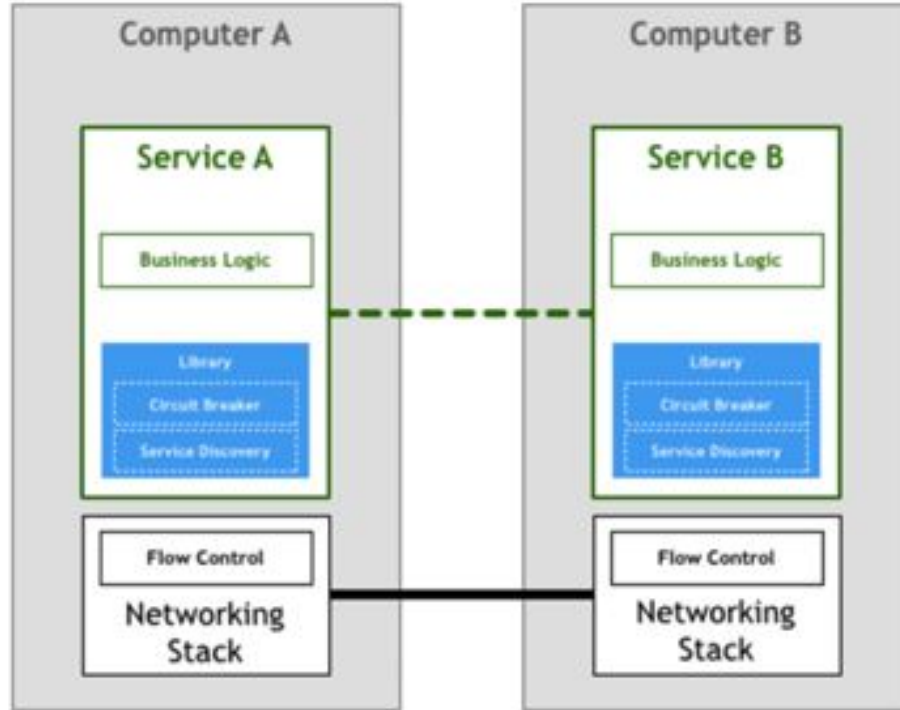 Computer A
Service A
Business Logic
Library
Circuit Breaker
Service Discovery
Flow Control
Networking
Stack
Computer B
Service B
Business Logic
Library
Circuit Breaker
Service Discovery
Flow Control
Networking
Stack